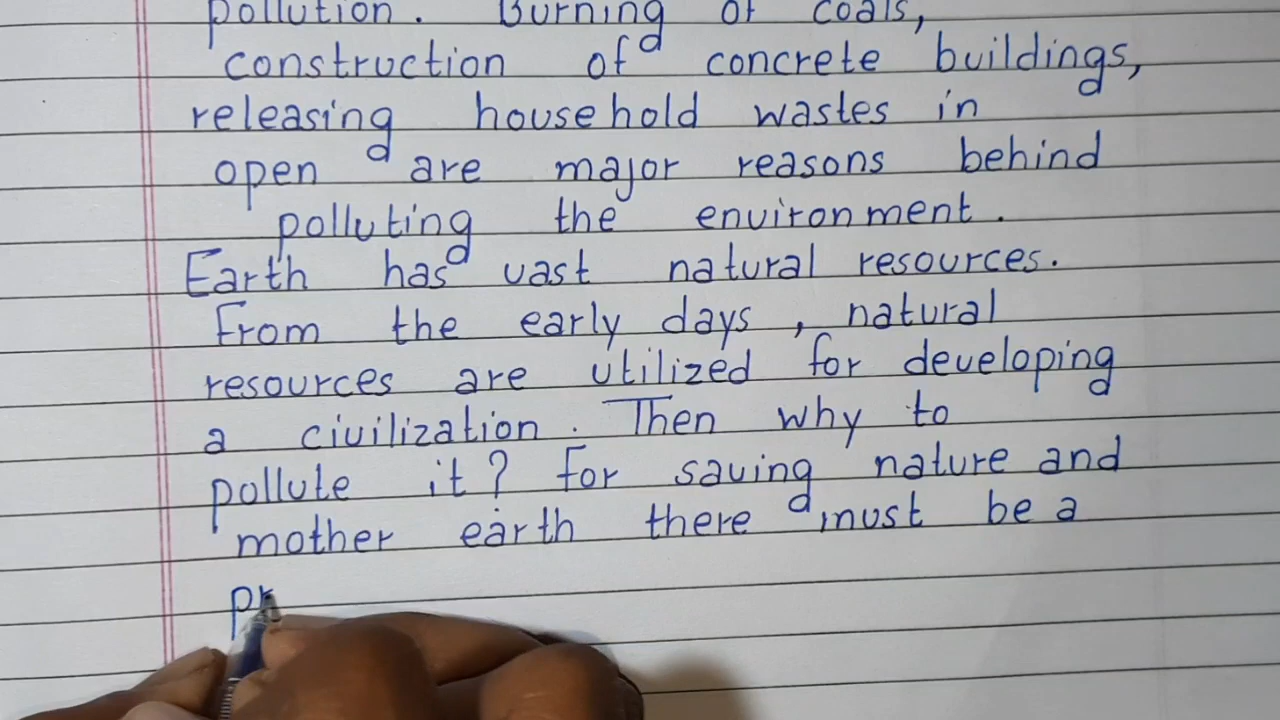 pollution. Burning of coals,
construction of concrete buildings,
releasing household wastes in
open are major reasons behind
polluting the environment.
Earth has vast natural resources.
From the early days, natural
resources are utilized for developing
a civilization. Then why to
pollute it? For saving nature and
mother earth there must be a
pr